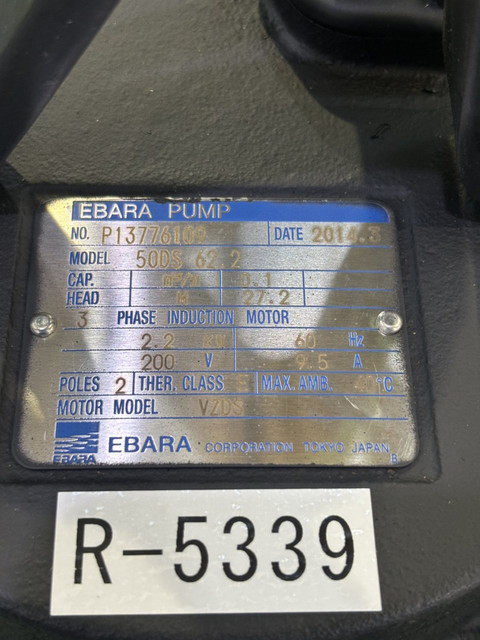 EBARA PUMP
NO. P13776109 DATE 2014.3
MODEL 50DS 62.2
CAP. m³/m 0.1
HEAD M 27.2
3 PHASE INDUCTION MOTOR
2.2 KW 60 Hz
200 V 9.5 A
POLES 2 THER. CLASS E MAX. AMB. °C
MOTOR MODEL VZDS
EBARA EBARA CORPORATION TOKYO JAPAN
B
R-5339